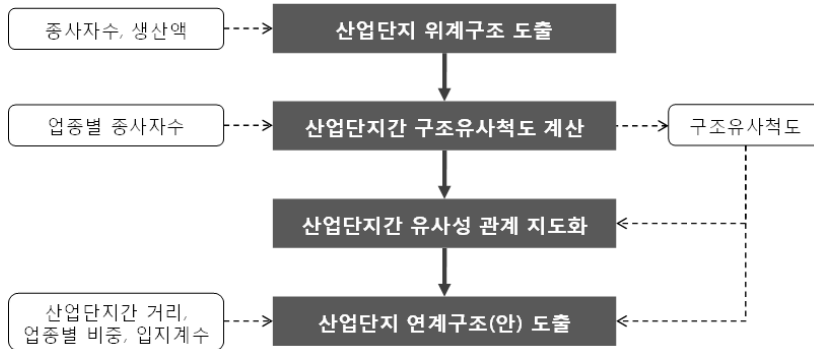 종사자수, 생산액
산업단지 위계구조 도출
업종별 종사자수
산업단지간 구조유사척도 계산
구조유사척도
산업단지간 유사성 관계 지도화
산업단지간 거리,
업종별 비중, 입지계수
산업단지 연계구조(안) 도출